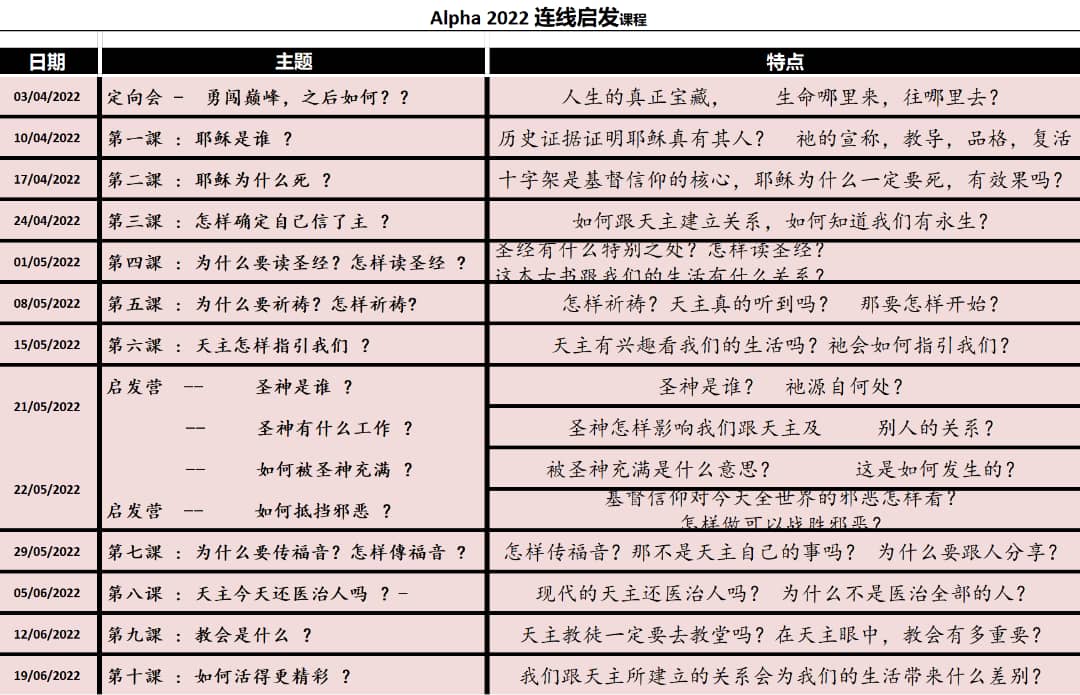 Alpha 2022 连线启发课程
日期 主题 特点
03/04/2022 定向会 - 勇闯巅峰，之后如何？？ 人生的真正宝藏， 生命哪里来，往哪里去？
10/04/2022 第一課 ：耶稣是谁 ？ 历史证据证明耶稣真有其人？ 祂的宣称，教导，品格，复活
17/04/2022 第二課 ：耶稣为什么死 ？ 十字架是基督信仰的核心，耶稣为什么一定要死，有效果吗？
24/04/2022 第三課 ：怎样确定自己信了主 ？ 如何跟天主建立关系，如何知道我们有永生？
01/05/2022 第四課 ：为什么要读圣经？怎样读圣经 ？ 圣经有什么特别之处？怎样读圣经？
这本古书跟我们的生活有什么关系？
08/05/2022 第五課 ：为什么要祈祷？怎样祈祷? 怎样祈祷？天主真的听到吗？ 那要怎样开始？
15/05/2022 第六課 ：天主怎样指引我们 ？ 天主有兴趣看我们的生活吗？祂会如何指引我们？
21/05/2022 启发营 -- 圣神是谁 ？ 圣神是谁？ 祂源自何处？
-- 圣神有什么工作 ？ 圣神怎样影响我们跟天主及 别人的关系？
22/05/2022 -- 如何被圣神充满 ？ 被圣神充满是什么意思？ 这是如何发生的？
启发营 -- 如何抵挡邪恶 ？ 基督信仰对今天全世界的邪恶怎样看？
怎样做可以战胜邪恶？
29/05/2022 第七課 ：为什么要传福音？怎样傳福音 ？ 怎样传福音？那不是天主自己的事吗？ 为什么要跟人分享？
05/06/2022 第八課 ：天主今天还医治人吗 ？- 现代的天主还医治人吗？ 为什么不是医治全部的人？
12/06/2022 第九課 ：教会是什么 ？ 天主教徒一定要去教堂吗？在天主眼中，教会有多重要？
19/06/2022 第十課 ：如何活得更精彩 ？ 我们跟天主所建立的关系会为我们的生活带来什么差别？